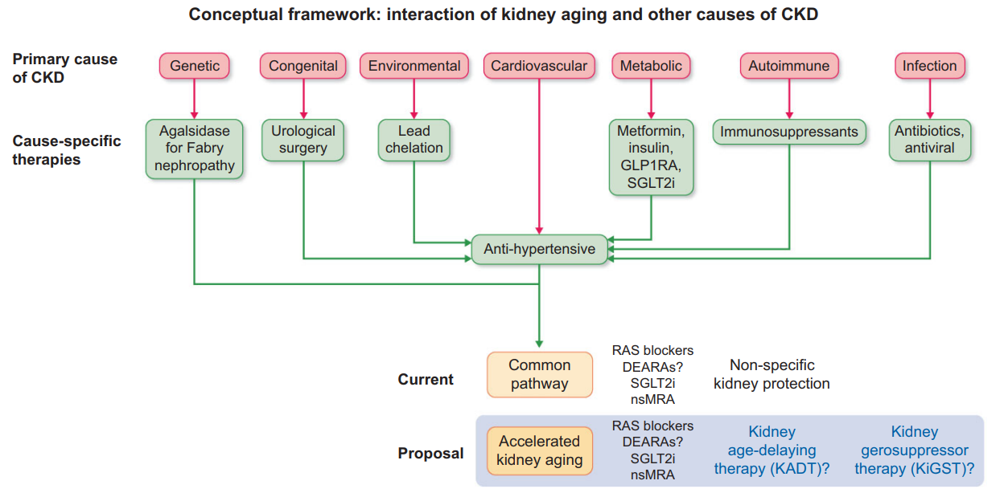 Conceptual framework: interaction of kidney aging and other causes of CKD
Primary cause
of CKD
Genetic
Congenital
Environmental
Cardiovascular
Metabolic
Autoimmune
Infection
Cause-specific
therapies
Agalsidase
for Fabry
nephropathy
Urological
surgery
Lead
chelation
Metformin,
insulin,
GLP1RA,
SGLT2i
Immunosuppressants
Antibiotics,
antiviral
Anti-hypertensive
Current
Common
pathway
RAS blockers
DEARAs?
SGLT2i
nsMRA
Non-specific
kidney protection
Proposal
Accelerated
kidney aging
RAS blockers
DEARAs?
SGLT2i
nsMRA
Kidney
age-delaying
therapy (KADT)?
Kidney
gerosuppressor
therapy (KiGST)?